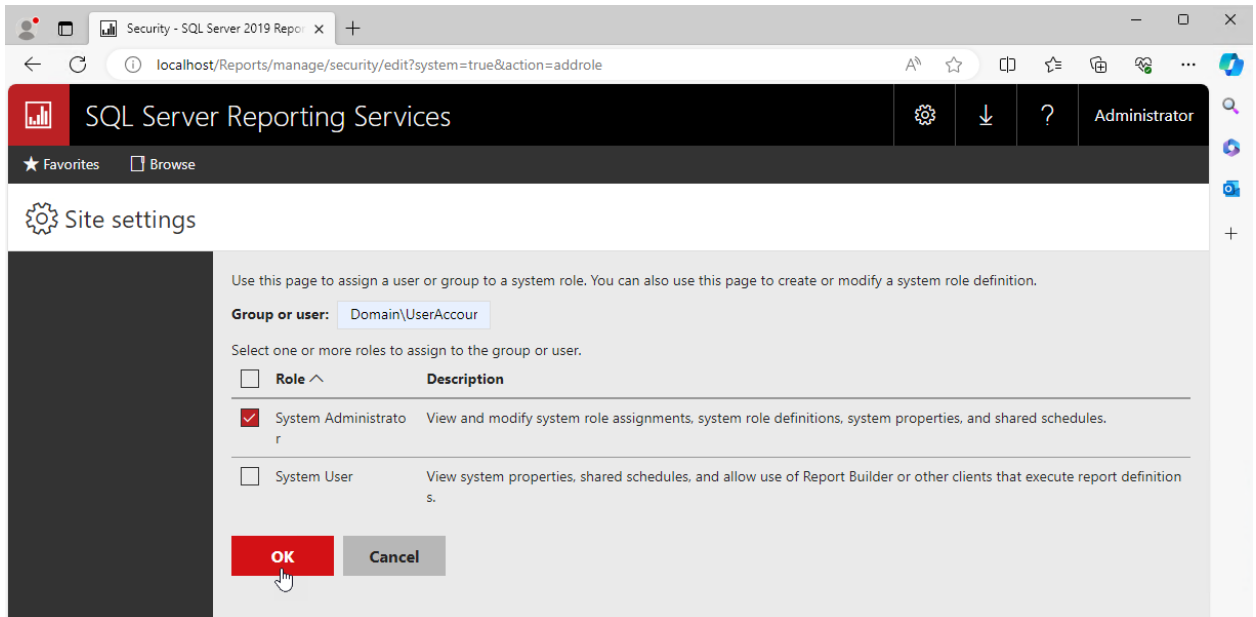 Security - SQL Server 2019 Repor
localhost/Reports/manage/security/edit?system=true&action=addrole
SQL Server Reporting Services
Administrator
Favorites Browse
Site settings
Use this page to assign a user or group to a system role. You can also use this page to create or modify a system role definition.
Group or user: Domain\UserAccour
Select one or more roles to assign to the group or user.
Role Description
System Administrato View and modify system role assignments, system role definitions, system properties, and shared schedules.
r
System User View system properties, shared schedules, and allow use of Report Builder or other clients that execute report definition
s.
OK Cancel